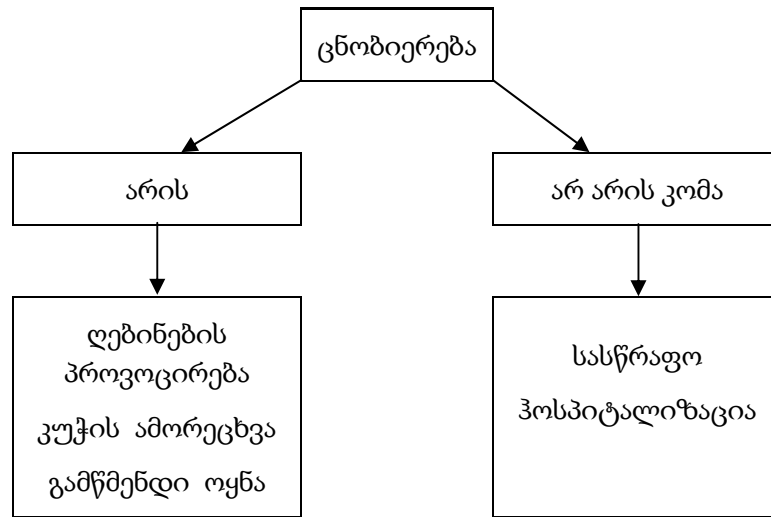 ცნობიერება
არის
არ არის კომა
ღებინების
პროვოცირება
კუჭის ამორეცხვა
გამწმენდი ოყნა
სასწრაფო
ჰოსპიტალიზაცია